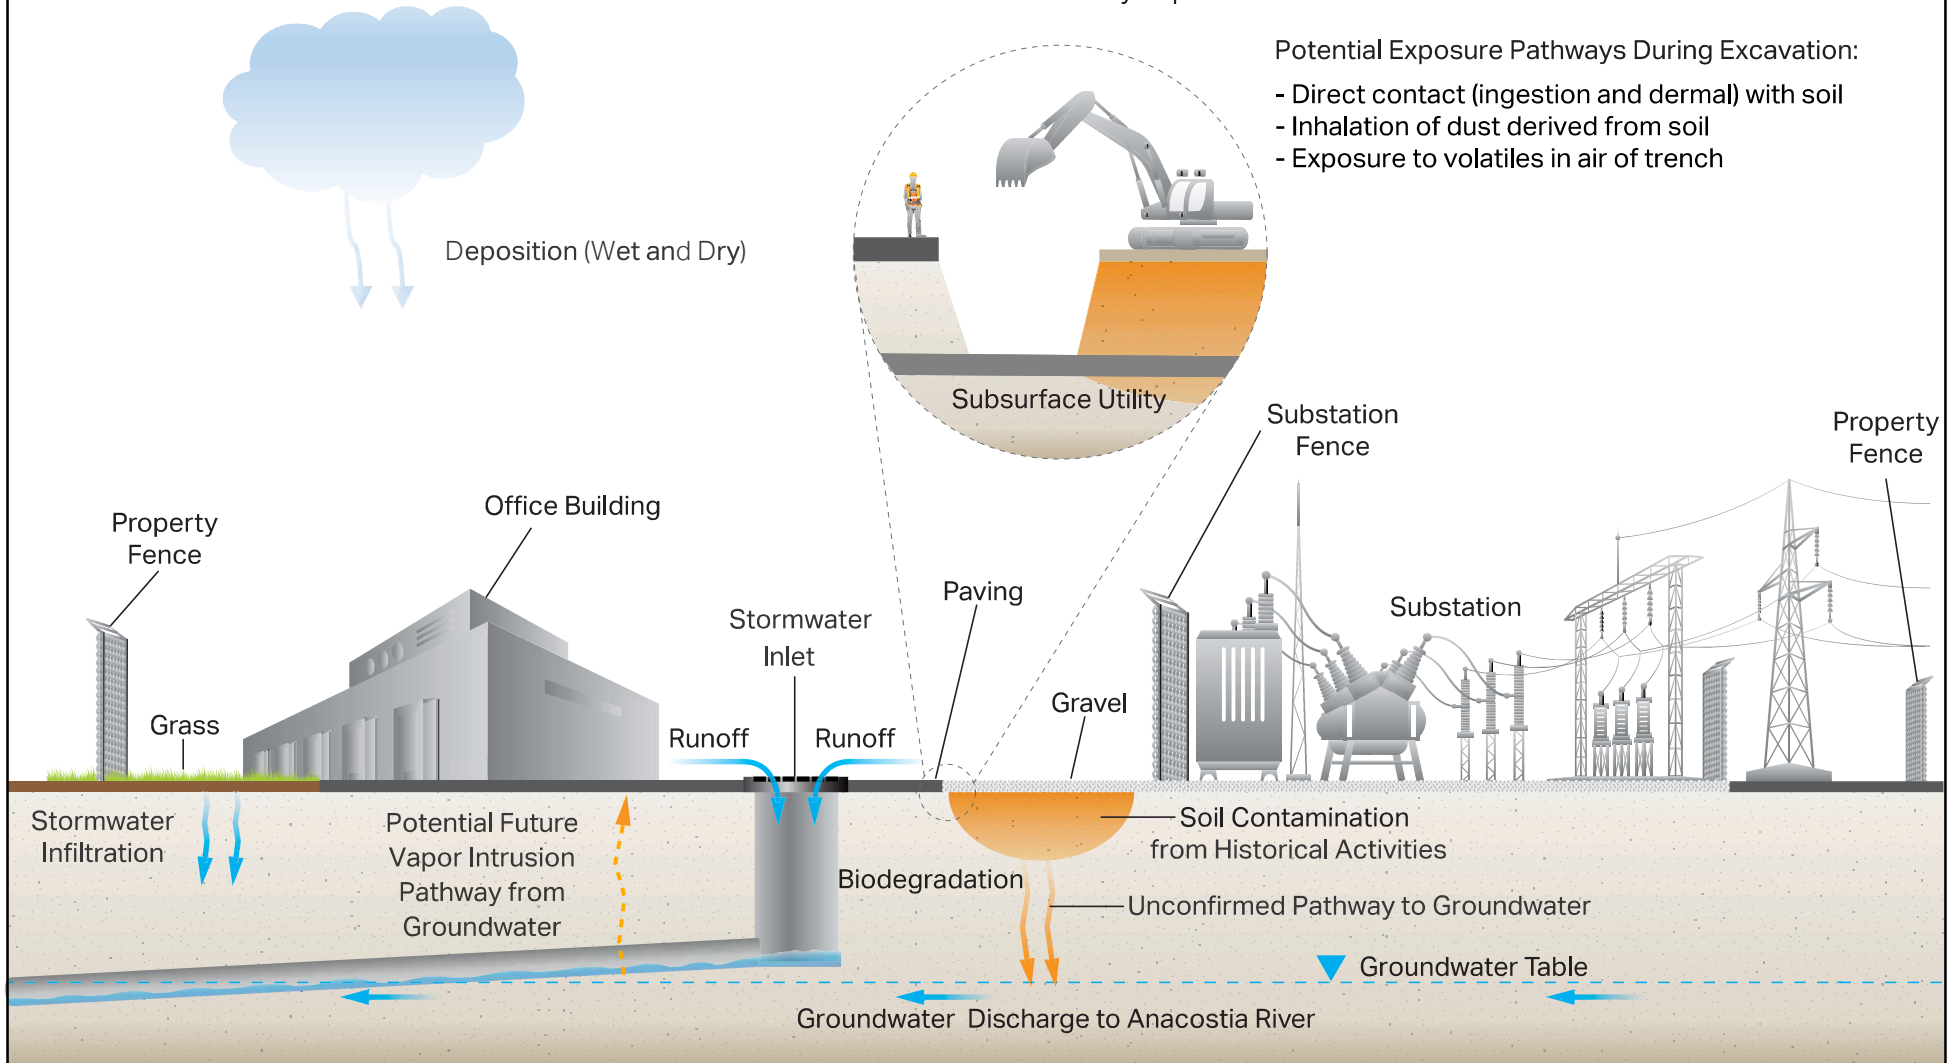 Potential Exposure Pathways During Excavation:
- Direct contact (ingestion and dermal) with soil
- Inhalation of dust derived from soil
- Exposure to volatiles in air of trench
Deposition (Wet and Dry)
Subsurface Utility
Substation
Fence
Property
Fence
Office Building
Property
Fence
Paving
Substation
Stormwater
Inlet
Gravel
Grass
Runoff
Runoff
Stormwater
Infiltration
Potential Future
Vapor Intrusion
Pathway from
Groundwater
Soil Contamination
from Historical Activities
Biodegradation
Unconfirmed Pathway to Groundwater
Groundwater Table
Groundwater Discharge to Anacostia River